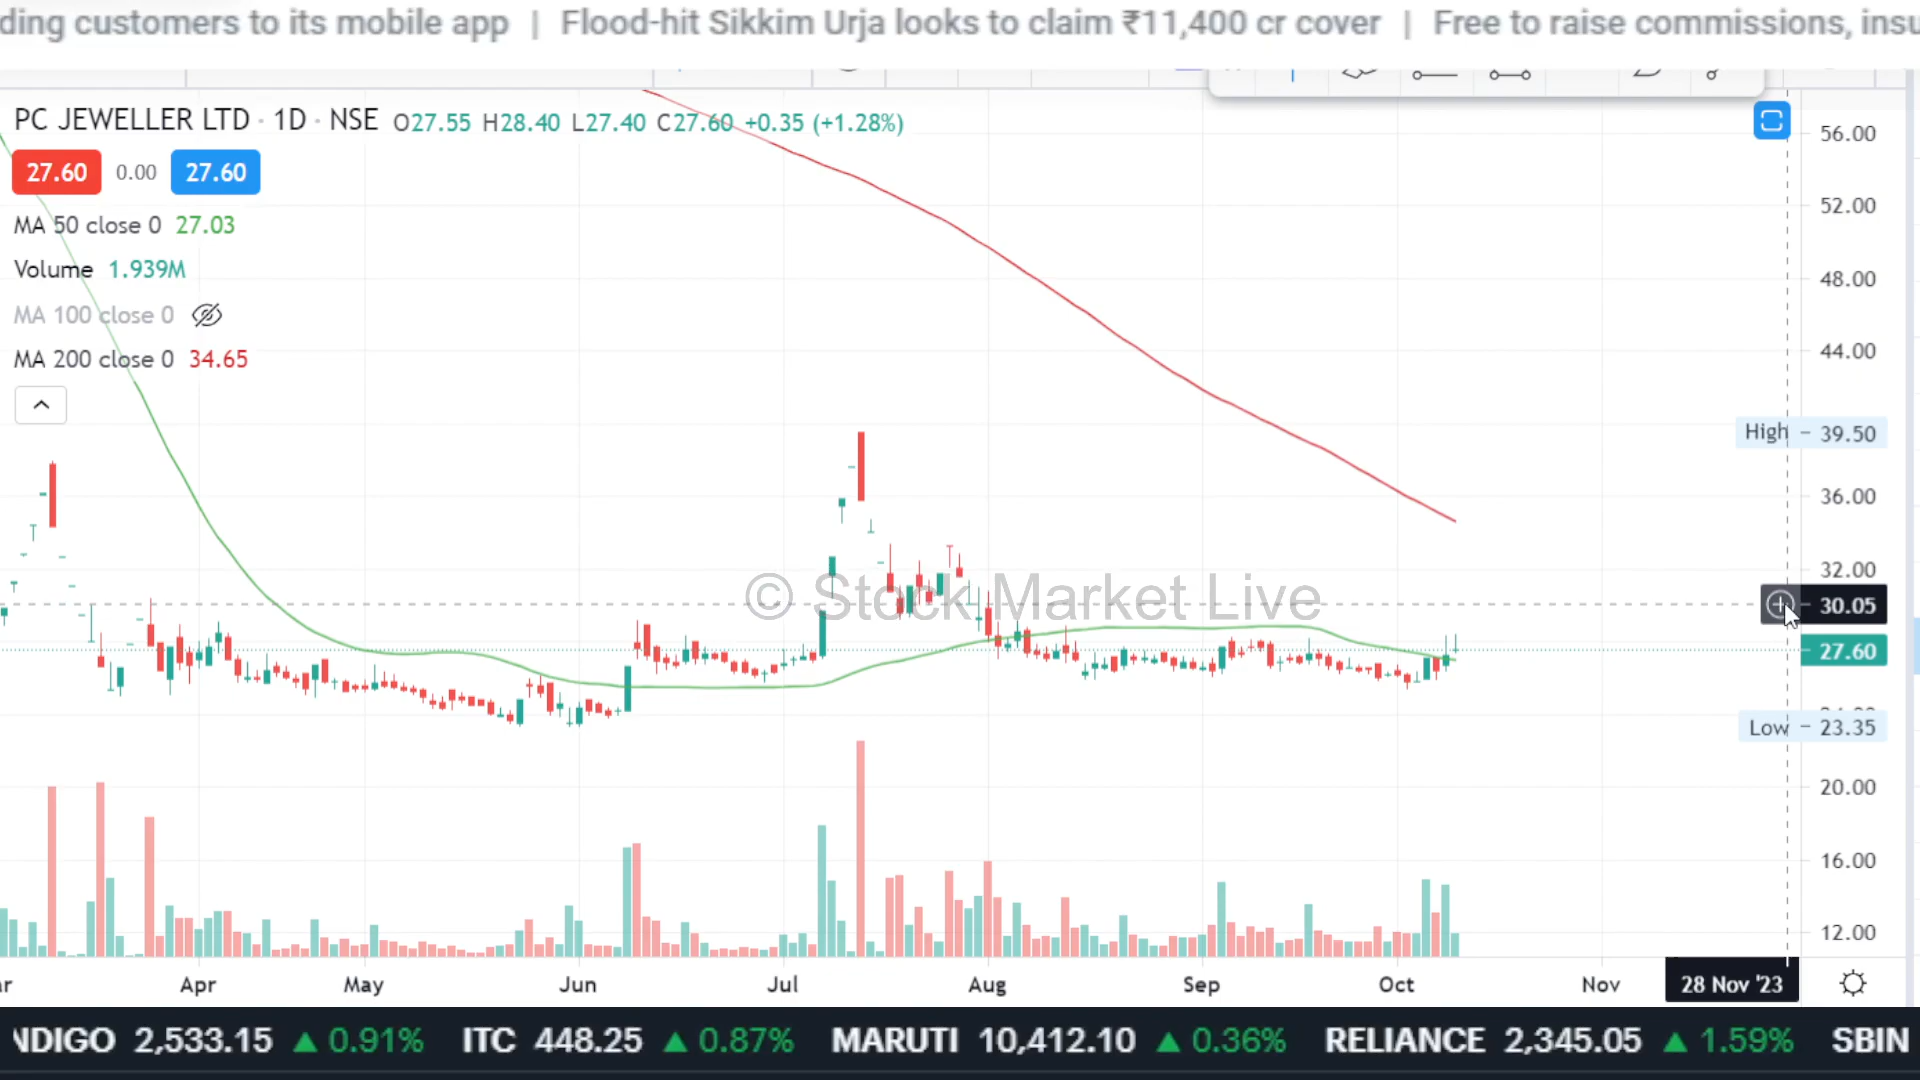 ding customers to its mobile app | Flood-hit Sikkim Urja looks to claim ₹11,400 cr cover | Free to raise commissions, insu
PC JEWELLER LTD · 1D · NSE O27.55 H28.40 L27.40 C27.60 +0.35 (+1.28%)
27.60 0.00 27.60
MA 50 close 0 27.03
Volume 1.939M
MA 100 close 0
MA 200 close 0 34.65
56.00
52.00
48.00
44.00
High 39.50
36.00
32.00
© Stock Market Live
30.05
27.60
Low 23.35
20.00
16.00
12.00
Apr May Jun Jul Aug Sep Oct Nov 28 Nov '23
NDIGO 2,533.15 ▲ 0.91% ITC 448.25 ▲ 0.87% MARUTI 10,412.10 ▲ 0.36% RELIANCE 2,345.05 ▲ 1.59% SBIN